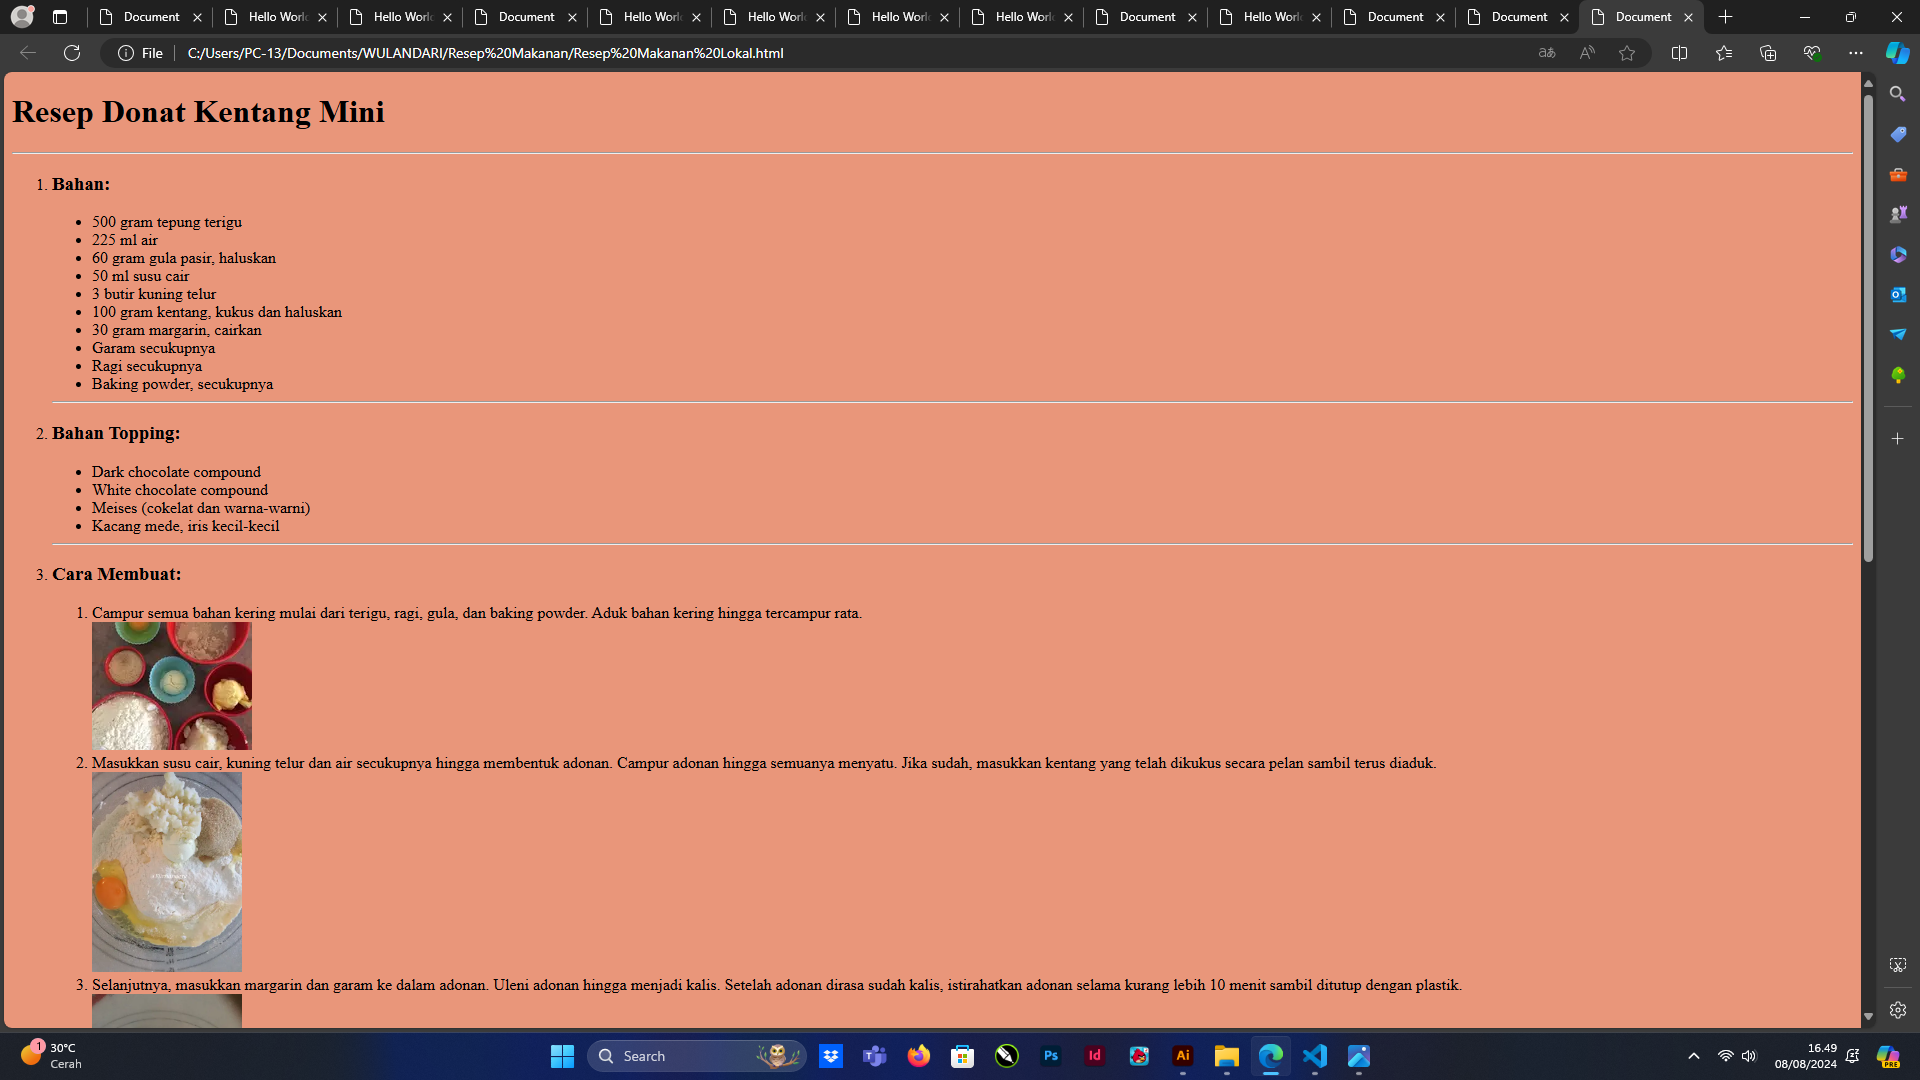 Document
Hello Worl
Hello Worl
Document
Hello Worl
Hello Worl
Hello Worl
Hello Worl
Document
Hello Worl
Document
Document
Document
File
C:/Users/PC-13/Documents/WULANDARI/Resep%20Makanan/Resep%20Makanan%20Lokal.html
Resep Donat Kentang Mini
1. Bahan:
• 500 gram tepung terigu
• 225 ml air
• 60 gram gula pasir, haluskan
• 50 ml susu cair
• 3 butir kuning telur
• 100 gram kentang, kukus dan haluskan
• 30 gram margarin, cairkan
• Garam secukupnya
• Ragi secukupnya
• Baking powder, secukupnya
2. Bahan Topping:
• Dark chocolate compound
• White chocolate compound
• Meises (cokelat dan warna-warni)
• Kacang mede, iris kecil-kecil
3. Cara Membuat:
1. Campur semua bahan kering mulai dari terigu, ragi, gula, dan baking powder. Aduk bahan kering hingga tercampur rata.
2. Masukkan susu cair, kuning telur dan air secukupnya hingga membentuk adonan. Campur adonan hingga semuanya menyatu. Jika sudah, masukkan kentang yang telah dikukus secara pelan sambil terus diaduk.
3. Selanjutnya, masukkan margarin dan garam ke dalam adonan. Uleni adonan hingga menjadi kalis. Setelah adonan dirasa sudah kalis, istirahatkan adonan selama kurang lebih 10 menit sambil ditutup dengan plastik.
1
30°C
Cerah
Search
Ps
Id
Ai
16.49
08/08/2024
PRE